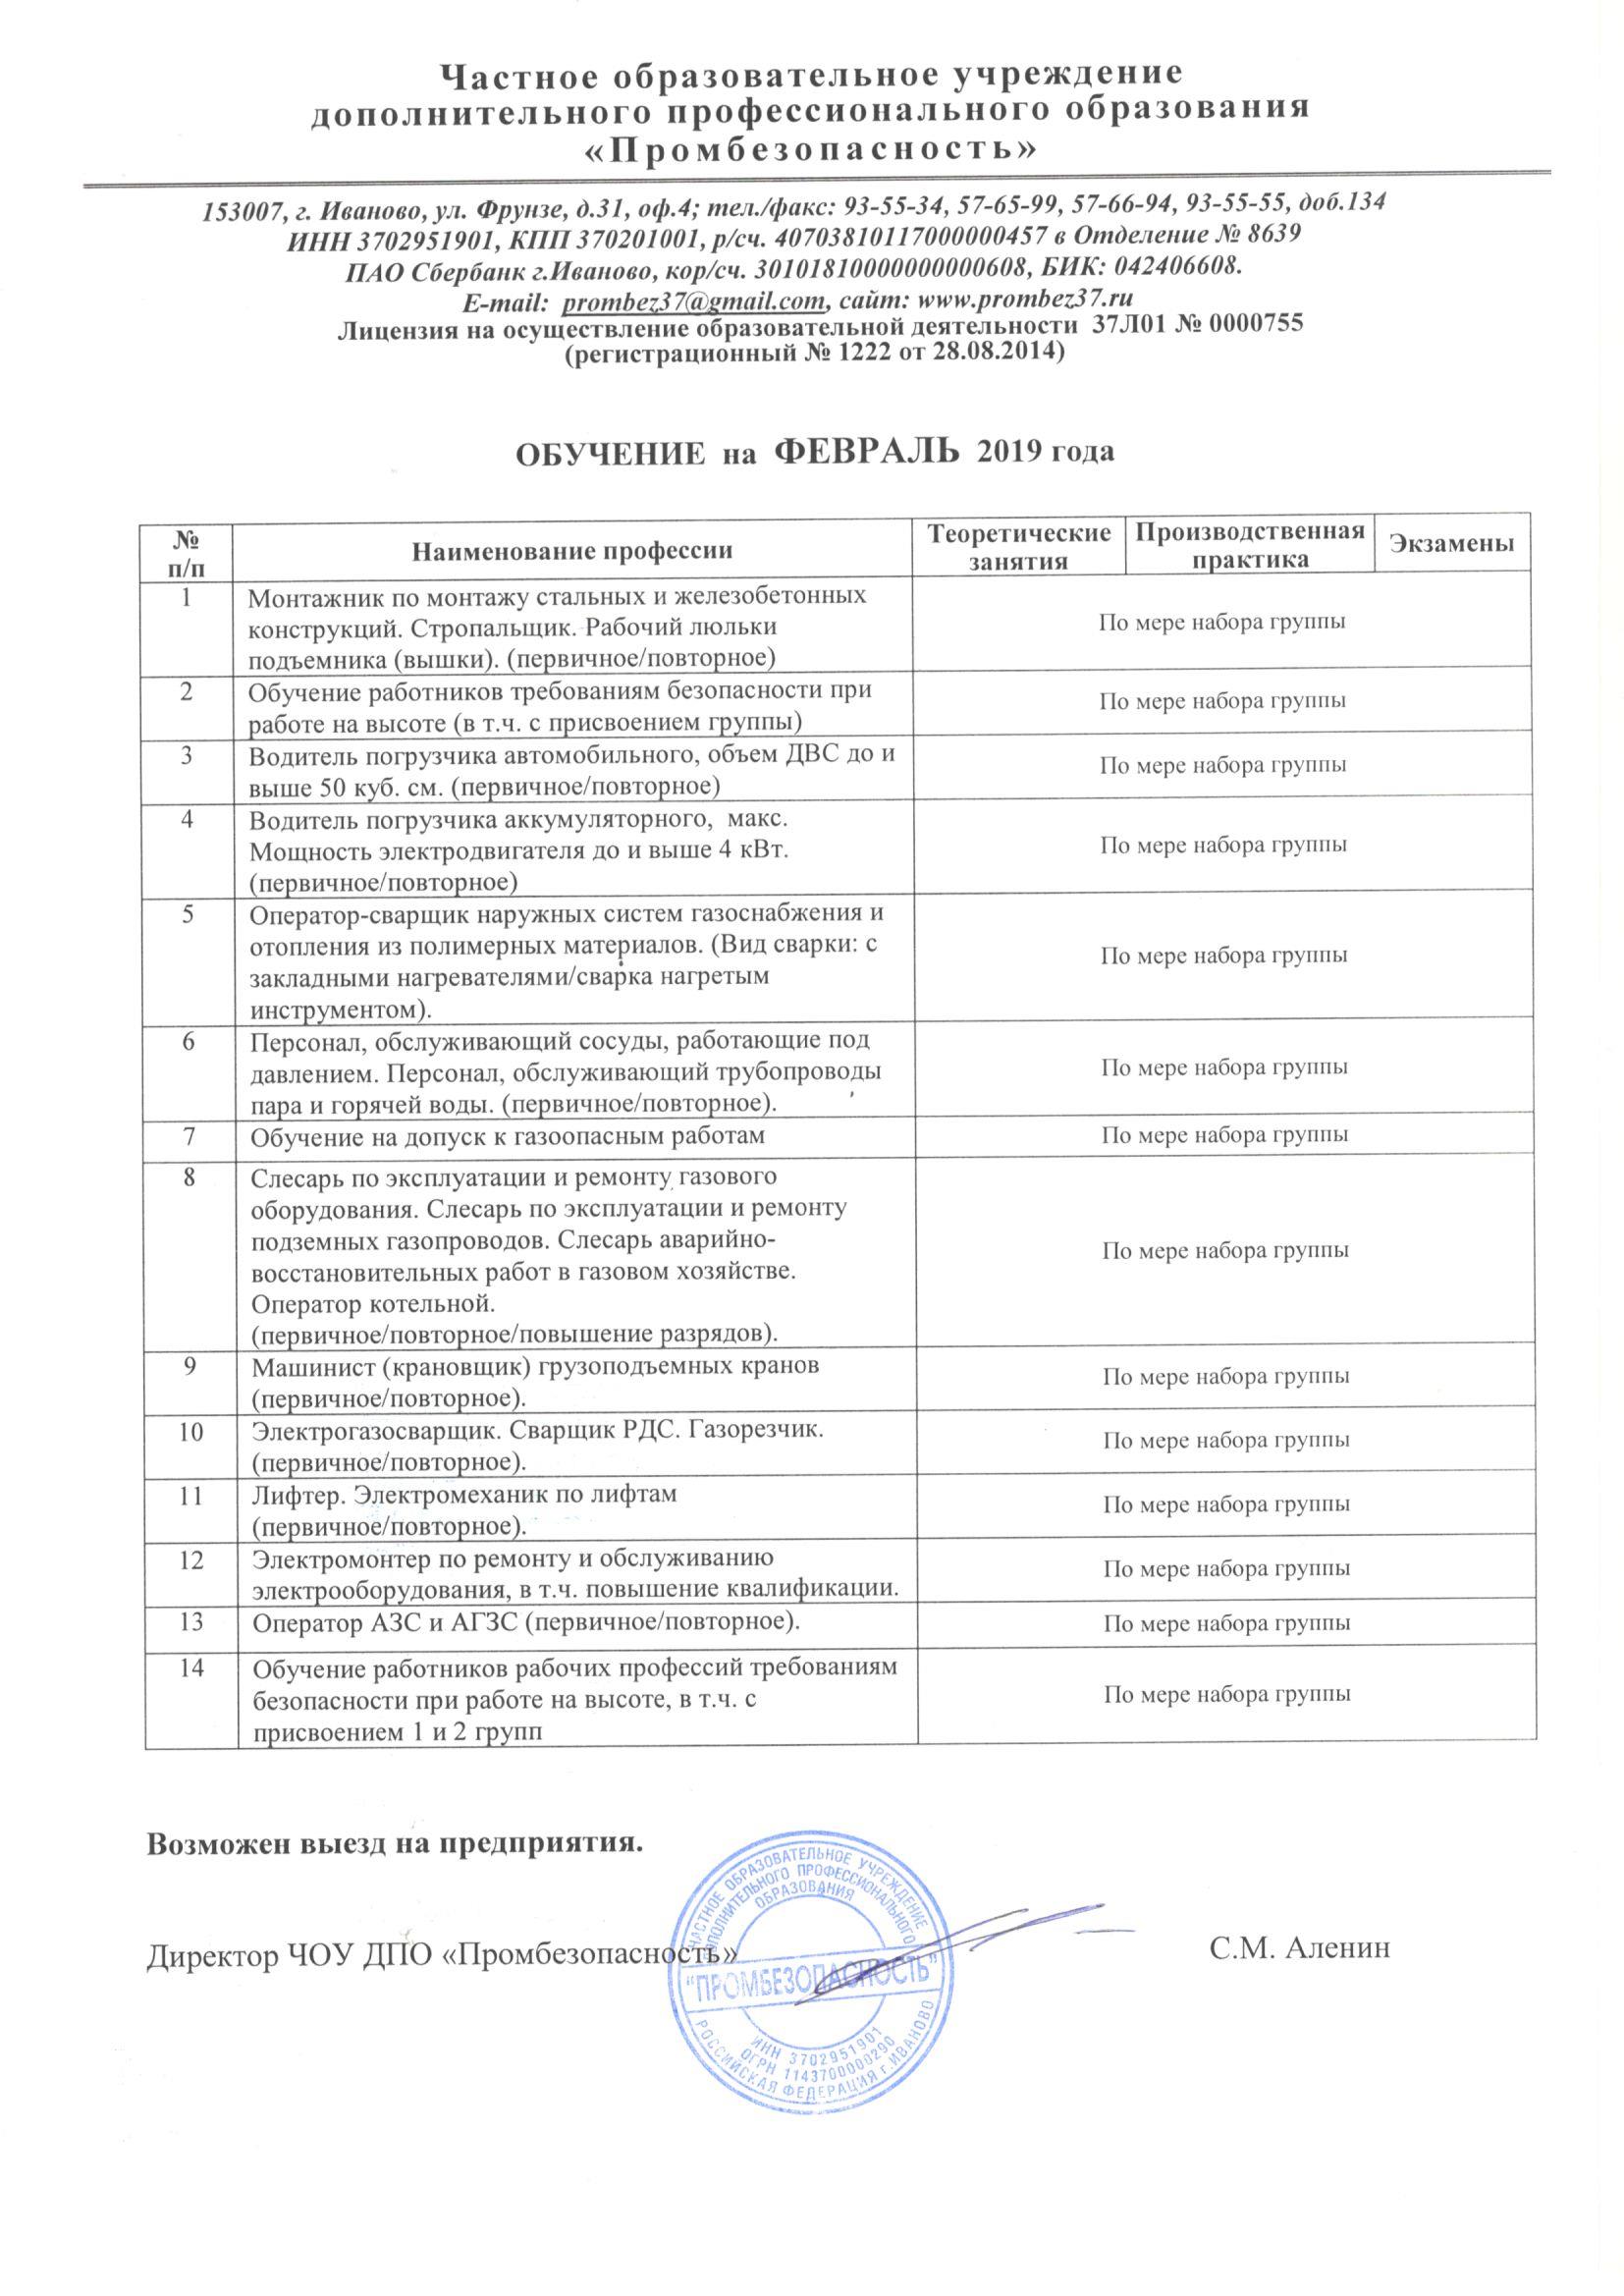 Частное образовательное учреждение
дополнительного профессионального образования
«Промбезопасность»
153007, г. Иваново, ул. Фрунзе, д.31, оф.4; тел./факс: 93-55-34, 57-65-99, 57-66-94, 93-55-55, доб.134
ИНН 3702951901, КПП 370201001, р/сч. 40703810117000000457 в Отделение № 8639
ПАО Сбербанк г.Иваново, кор/сч. 30101810000000000608, БИК: 042406608.
E-mail: prombez37@gmail.com, сайт: www.prombez37.ru
Лицензия на осуществление образовательной деятельности 37Л01 № 0000755
(регистрационный № 1222 от 28.08.2014)
ОБУЧЕНИЕ на ФЕВРАЛЬ 2019 года
№ п/п
Наименование профессии
Теоретические занятия
Производственная практика
Экзамены
1
Монтажник по монтажу стальных и железобетонных
конструкций. Стропальщик. Рабочий люльки
подъемника (вышки). (первичное/повторное)
По мере набора группы
2
Обучение работников требованиям безопасности при
работе на высоте (в т.ч. с присвоением группы)
По мере набора группы
3
Водитель погрузчика автомобильного, объем ДВС до и
выше 50 куб. см. (первичное/повторное)
По мере набора группы
4
Водитель погрузчика аккумуляторного, макс.
Мощность электродвигателя до и выше 4 кВт.
(первичное/повторное)
По мере набора группы
5
Оператор-сварщик наружных систем газоснабжения и
отопления из полимерных материалов. (Вид сварки: с
закладными нагревателями/сварка нагретым
инструментом).
По мере набора группы
6
Персонал, обслуживающий сосуды, работающие под
давлением. Персонал, обслуживающий трубопроводы
пара и горячей воды. (первичное/повторное).
По мере набора группы
7
Обучение на допуск к газоопасным работам
По мере набора группы
8
Слесарь по эксплуатации и ремонту газового
оборудования. Слесарь по эксплуатации и ремонту
подземных газопроводов. Слесарь аварийно-
восстановительных работ в газовом хозяйстве.
Оператор котельной.
(первичное/повторное/повышение разрядов).
По мере набора группы
9
Машинист (крановщик) грузоподъемных кранов
(первичное/повторное).
По мере набора группы
10
Электрогазосварщик. Сварщик РДС. Газорезчик.
(первичное/повторное).
По мере набора группы
11
Лифтер. Электромеханик по лифтам
(первичное/повторное).
По мере набора группы
12
Электромонтер по ремонту и обслуживанию
электрооборудования, в т.ч. повышение квалификации.
По мере набора группы
13
Оператор АЗС и АГЗС (первичное/повторное).
По мере набора группы
14
Обучение работников рабочих профессий требованиям
безопасности при работе на высоте, в т.ч. с
присвоением 1 и 2 групп
По мере набора группы
Возможен выезд на предприятия.
Директор ЧОУ ДПО «Промбезопасность»
С.М. Аленин
ЧАСТНОЕ ОБРАЗОВАТЕЛЬНОЕ УЧРЕЖДЕНИЕ
ДОПОЛНИТЕЛЬНОГО ПРОФЕССИОНАЛЬНОГО
ОБРАЗОВАНИЯ
"ПРОМБЕЗОПАСНОСТЬ"
ИНН 3702951901
ОГРН 1143700000290
РОССИЙСКАЯ ФЕДЕРАЦИЯ г.ИВАНОВО